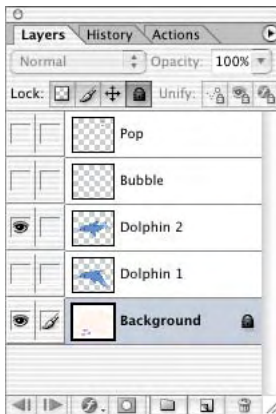 Layers History Actions
Normal Opacity: 100%
Lock: Unify:
Pop
Bubble
Dolphin 2
Dolphin 1
Background